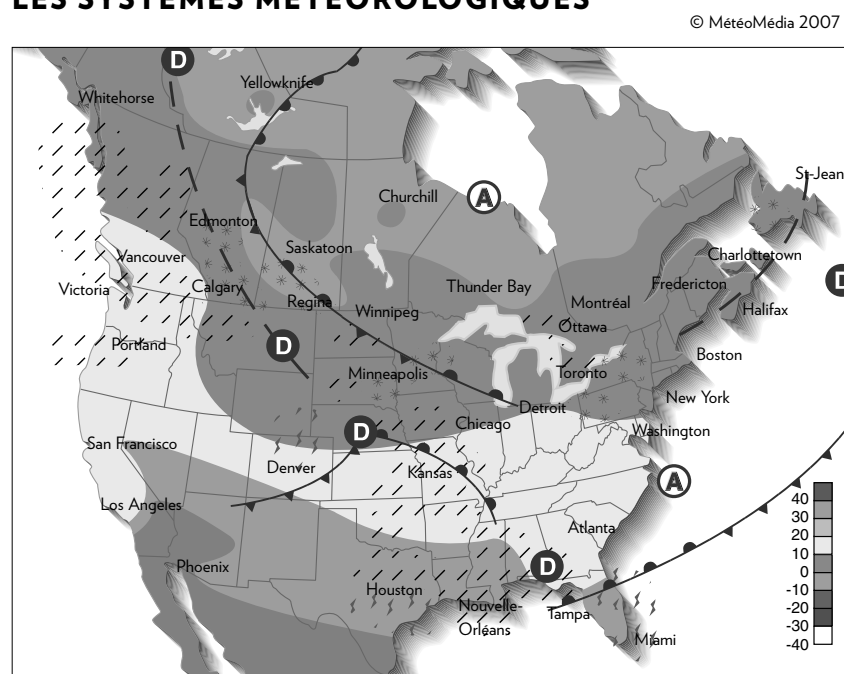 LES SYSTÈMES MÉTÉOROLOGIQUES
© MétéoMédia 2007
D
Yellowknife
Whitehorse
St-Jean
Churchill
A
Edmonton
Saskatoon
Vancouver
Charlottetown
Victoria
Calgary
Regina
Thunder Bay
Fredericton
D
Winnipeg
Montréal
Halifax
Ottawa
Portland
D
Boston
Minneapolis
Toronto
New York
Detroit
Chicago
Washington
D
San Francisco
Denver
Kansas
A
Los Angeles
Atlanta
40
30
20
10
0
-10
-20
-30
-40
Phoenix
D
Houston
Nouvelle-
Orléans
Tampa
Miami